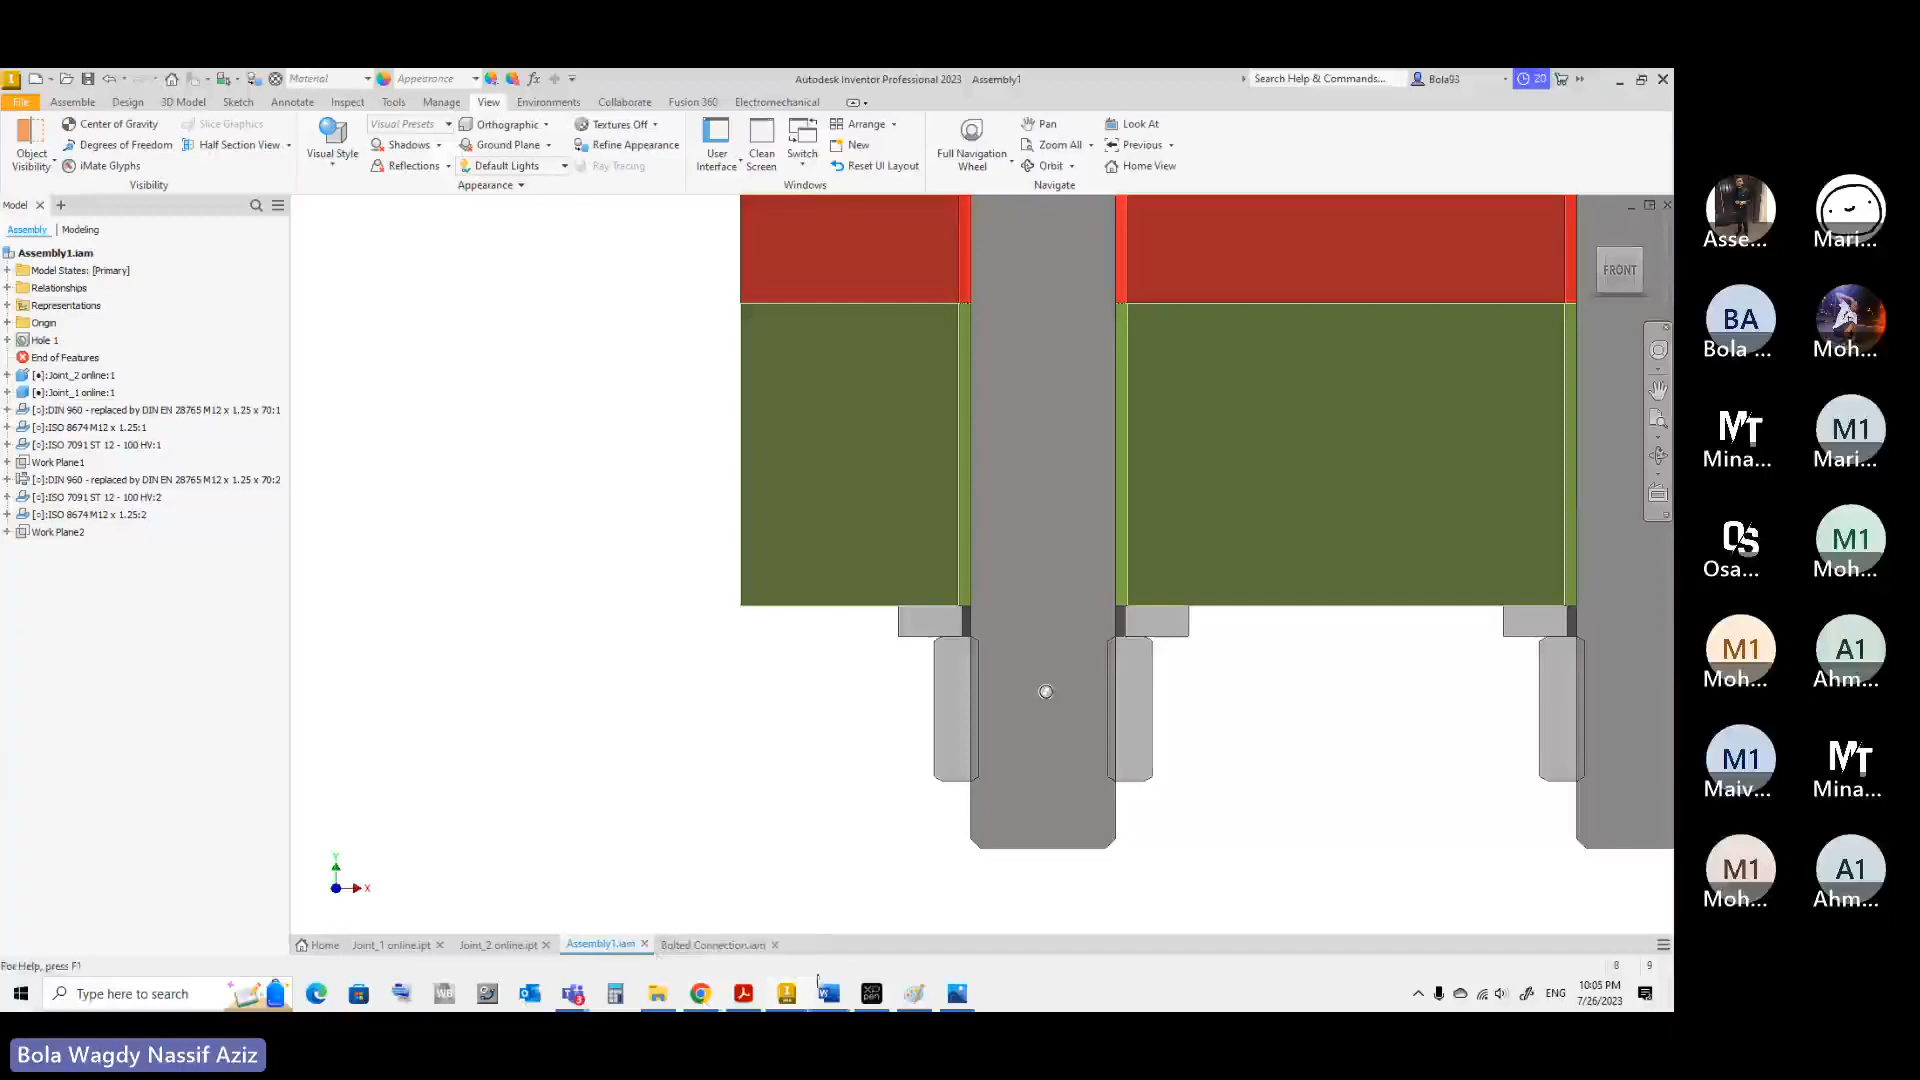 Material
Appearance
Autodesk Inventor Professional 2023 Assembly1
Search Help & Commands...
Bola93
20
File Assemble Design 3D Model Sketch Annotate Inspect Tools Manage View Environments Collaborate Fusion 360 Electromechanical
Object Visibility
Center of Gravity
Degrees of Freedom
iMate Glyphs
Slice Graphics
Half Section View
Visibility
Visual Style
Visual Presets
Shadows
Reflections
Orthographic
Ground Plane
Default Lights
Textures Off
Refine Appearance
Ray Tracing
Appearance
User Interface
Clean Screen
Switch
Arrange
New
Reset UI Layout
Windows
Full Navigation Wheel
Pan
Zoom All
Orbit
Look At
Previous
Home View
Navigate
Model
Assembly Modeling
Assembly1.iam
Model States: [Primary]
Relationships
Representations
Origin
Hole 1
End of Features
[●]:Joint_2 online:1
[●]:Joint_1 online:1
[○]:DIN 960 - replaced by DIN EN 28765 M12 x 1.25 x 70:1
[○]:ISO 8674 M12 x 1.25:1
[○]:ISO 7091 ST 12 - 100 HV:1
Work Plane1
[○]:DIN 960 - replaced by DIN EN 28765 M12 x 1.25 x 70:2
[○]:ISO 7091 ST 12 - 100 HV:2
[○]:ISO 8674 M12 x 1.25:2
Work Plane2
FRONT
Y
X
Home Joint_1 online.ipt Joint_2 online.ipt Assembly1.iam Bolted Connection.iam
For Help, press F1
8 9
Type here to search
WB
3
xp pen
ENG
10:05 PM
7/26/2023
Asse...
Mari...
BA
Bola ...
Moh...
MT
Mina...
M1
Mari...
OS
Osa...
M1
Moh...
M1
Moh...
A1
Ahm...
M1
Maiv...
MT
Mina...
M1
Moh...
A1
Ahm...
Bola Wagdy Nassif Aziz